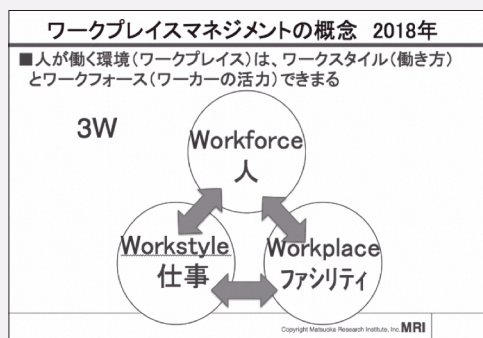 ワークプレイスマネジメントの概念 2018年
■人が働く環境(ワークプレイス)は、ワークスタイル(働き方)
とワークフォース(ワーカーの活力)できまる
3W
Workforce
人
Workstyle
仕事
Workplace
ファシリティ
Copyright Matsuoka Research Institute, Inc. MRI